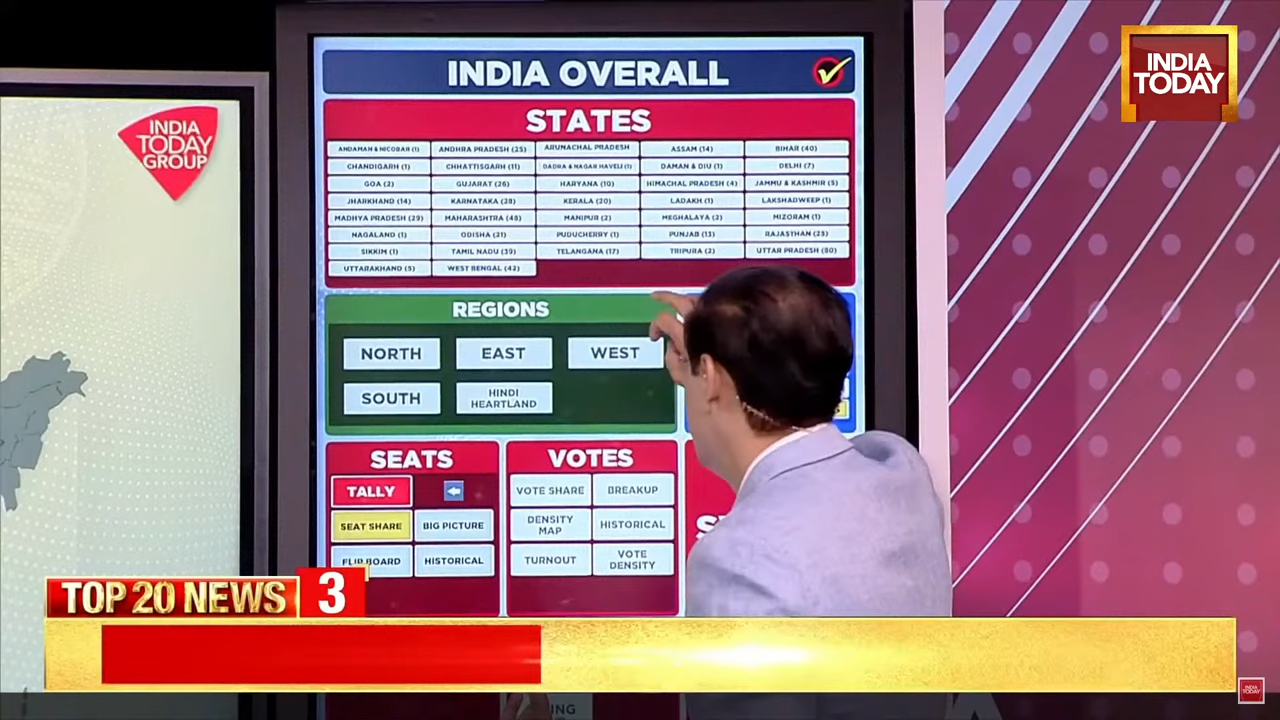 INDIA OVERALL
INDIA
TODAY
INDIA
TODAY
GROUP
STATES
ANDAMAN & NICOBAR (1)
ANDHRA PRADESH (25)
ARUNACHAL PRADESH
ASSAM (14)
BIHAR (40)
CHANDIGARH (1)
CHHATTISGARH (11)
DADRA & NAGAR HAVELI (1)
DAMAN & DIU (1)
DELHI (7)
GOA (2)
GUJARAT (26)
HARYANA (10)
HIMACHAL PRADESH (4)
JAMMU & KASHMIR (5)
JHARKHAND (14)
KARNATAKA (28)
KERALA (20)
LADAKH (1)
LAKSHADWEEP (1)
MADHYA PRADESH (29)
MAHARASHTRA (48)
MANIPUR (2)
MEGHALAYA (2)
MIZORAM (1)
NAGALAND (1)
ODISHA (21)
PUDUCHERRY (1)
PUNJAB (13)
RAJASTHAN (25)
SIKKIM (1)
TAMIL NADU (39)
TELANGANA (17)
TRIPURA (2)
UTTAR PRADESH (80)
UTTARAKHAND (5)
WEST BENGAL (42)
REGIONS
NORTH
EAST
WEST
SOUTH
HINDI
HEARTLAND
SEATS
TALLY
SEAT SHARE
BIG PICTURE
FLIP BOARD
HISTORICAL
VOTES
VOTE SHARE
BREAKUP
DENSITY
MAP
HISTORICAL
TURNOUT
VOTE
DENSITY
TOP 20 NEWS
3
INDIA
TODAY